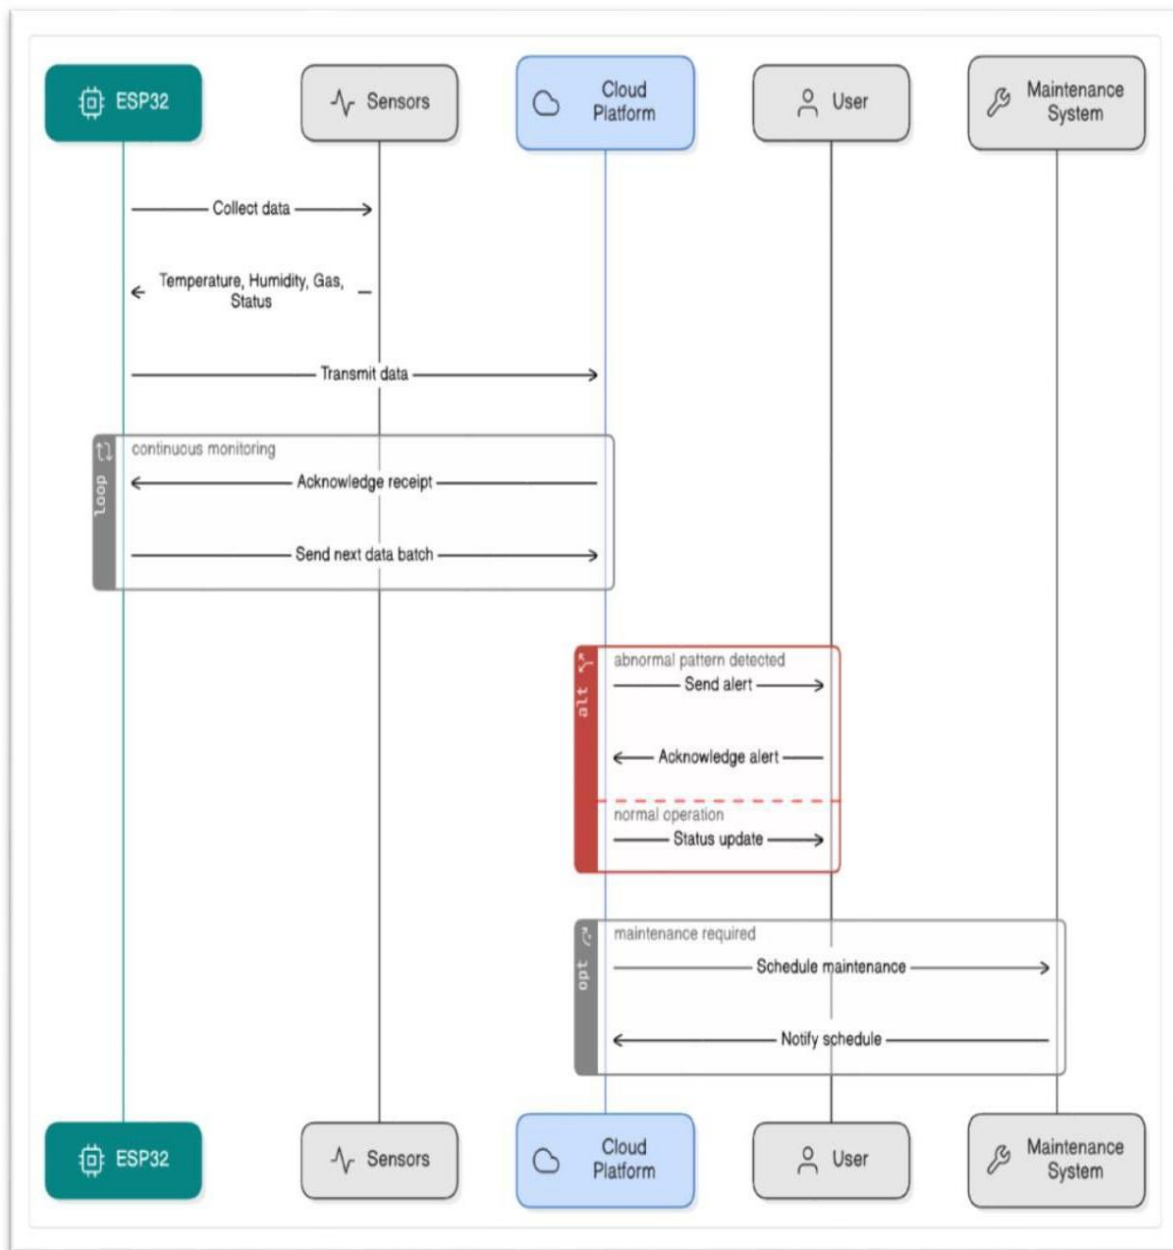 ESP32
Sensors
Cloud
Platform
User
Maintenance
System
Collect data
Temperature, Humidity, Gas,
Status
Transmit data
loop
continuous monitoring
Acknowledge receipt
Send next data batch
alt
abnormal pattern detected
Send alert
Acknowledge alert
normal operation
Status update
opt
maintenance required
Schedule maintenance
Notify schedule
ESP32
Sensors
Cloud
Platform
User
Maintenance
System